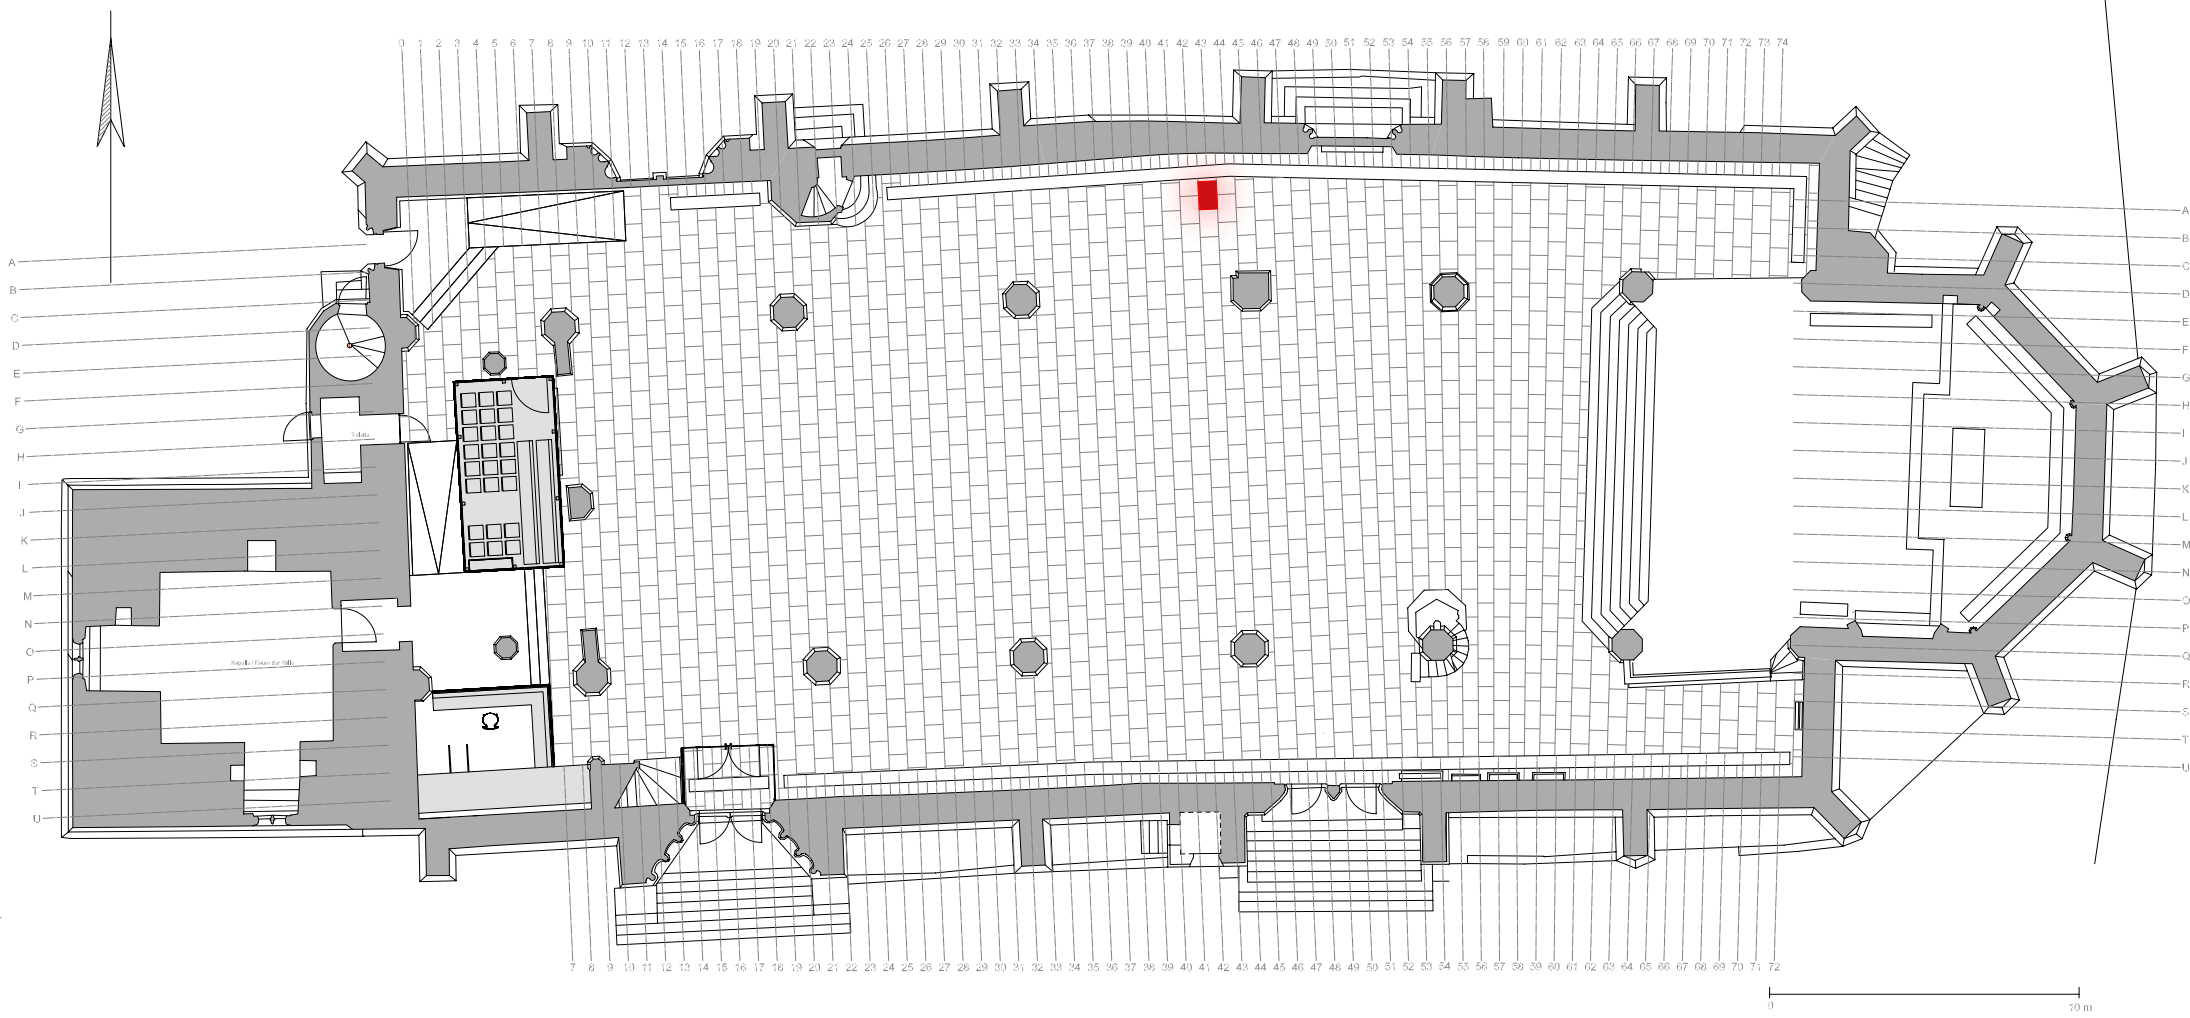 0 1 2 3 4 5 6 7 8 9 10 11 12 13 14 15 16 17 18 19 20 21 22 23 24 25 26 27 28 29 30 31 32 33 34 35 36 37 38 39 40 41 42 43 44 45 46 47 48 49 50 51 52 53 54 55 56 57 58 59 60 61 62 63 64 65 66 67 68 69 70 71 72 73 74
A
B
C
D
E
F
G
H
I
J
K
L
M
N
O
P
Q
R
S
T
U
Kapelle / Raum der Stille
A
B
C
D
E
F
G
H
I
J
K
L
M
N
O
P
Q
R
S
T
U
7 8 9 10 11 12 13 14 15 16 17 18 19 20 21 22 23 24 25 26 27 28 29 30 31 32 33 34 35 36 37 38 39 40 41 42 43 44 45 46 47 48 49 50 51 52 53 54 55 56 57 58 59 60 61 62 63 64 65 66 67 68 69 70 71 72
0 10 m